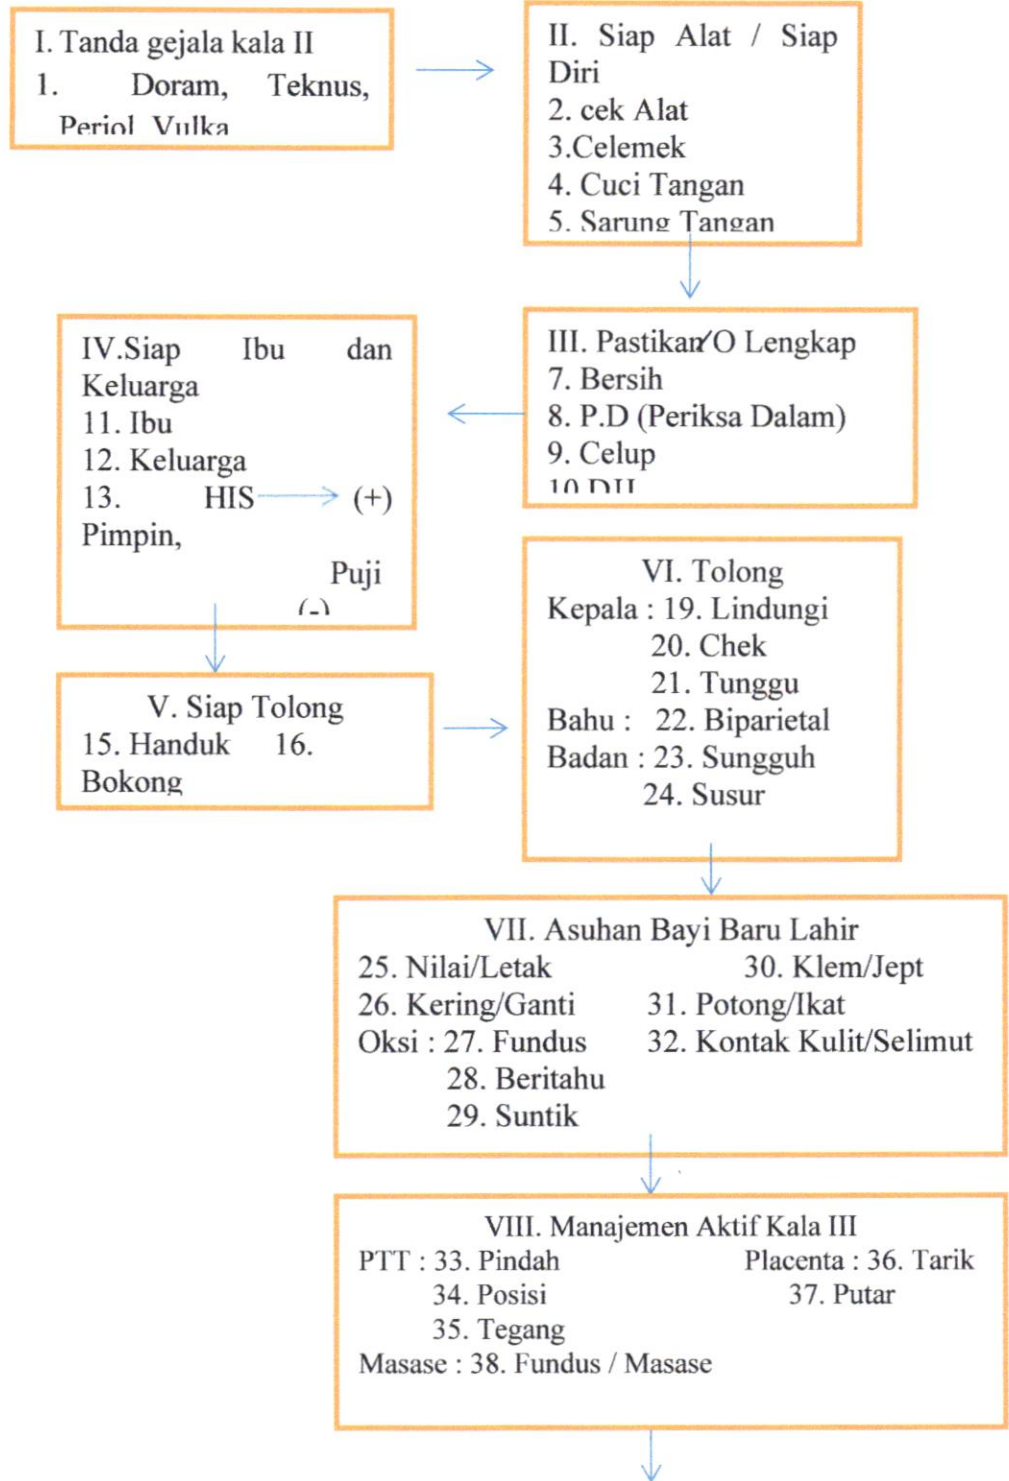 I. Tanda gejala kala II
1. Doram, Teknus,
Periol Vulka
II. Siap Alat / Siap
Diri
2. cek Alat
3.Celemek
4. Cuci Tangan
5. Sarung Tangan
III. Pastikan/O Lengkap
7. Bersih
8. P.D (Periksa Dalam)
9. Celup
IV.Siap Ibu dan
Keluarga
11. Ibu
12. Keluarga
13. HIS (+)
Pimpin,
Puji
(-)
V. Siap Tolong
15. Handuk 16.
Bokong
VI. Tolong
Kepala : 19. Lindungi
20. Chek
21. Tunggu
Bahu : 22. Biparietal
Badan : 23. Sungguh
24. Susur
VII. Asuhan Bayi Baru Lahir
25. Nilai/Letak 30. Klem/Jept
26. Kering/Ganti 31. Potong/Ikat
Oksi : 27. Fundus 32. Kontak Kulit/Selimut
28. Beritahu
29. Suntik
VIII. Manajemen Aktif Kala III
PTT : 33. Pindah Placenta : 36. Tarik
34. Posisi 37. Putar
35. Tegang
Masase : 38. Fundus / Masase